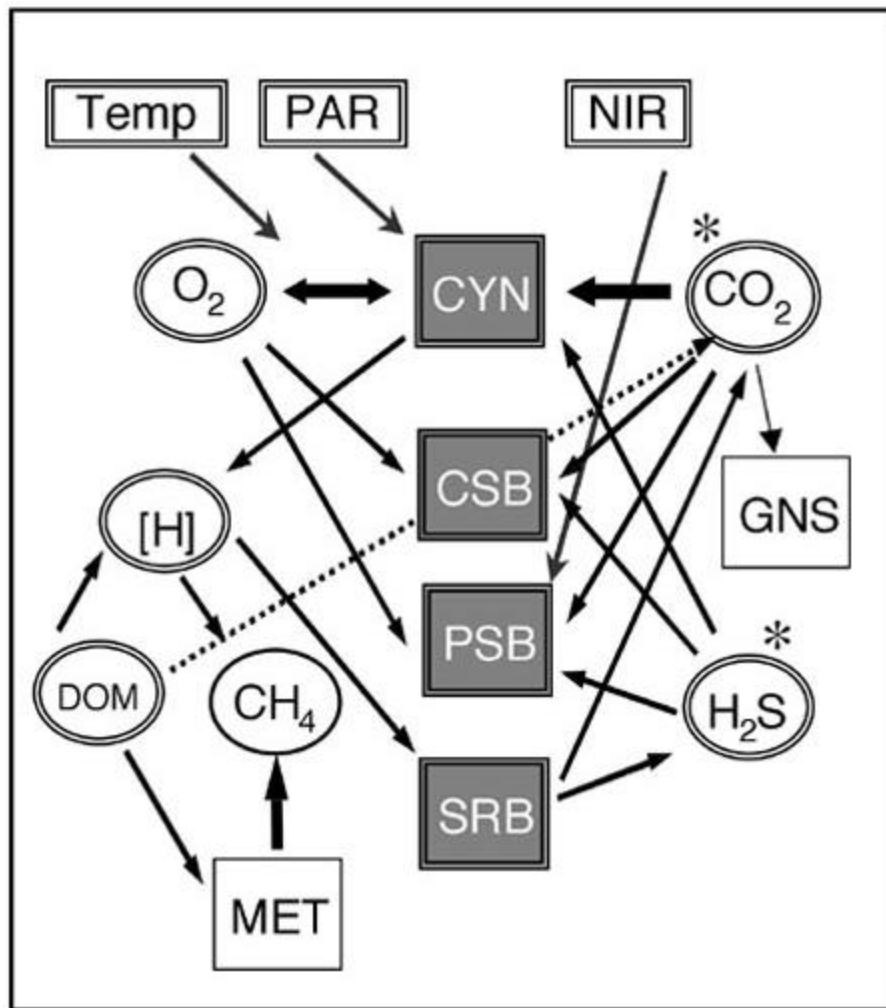 Temp
PAR
NIR
O₂
CYN
*
CO₂
CSB
GNS
[H]
PSB
*
H₂S
DOM
CH₄
SRB
MET